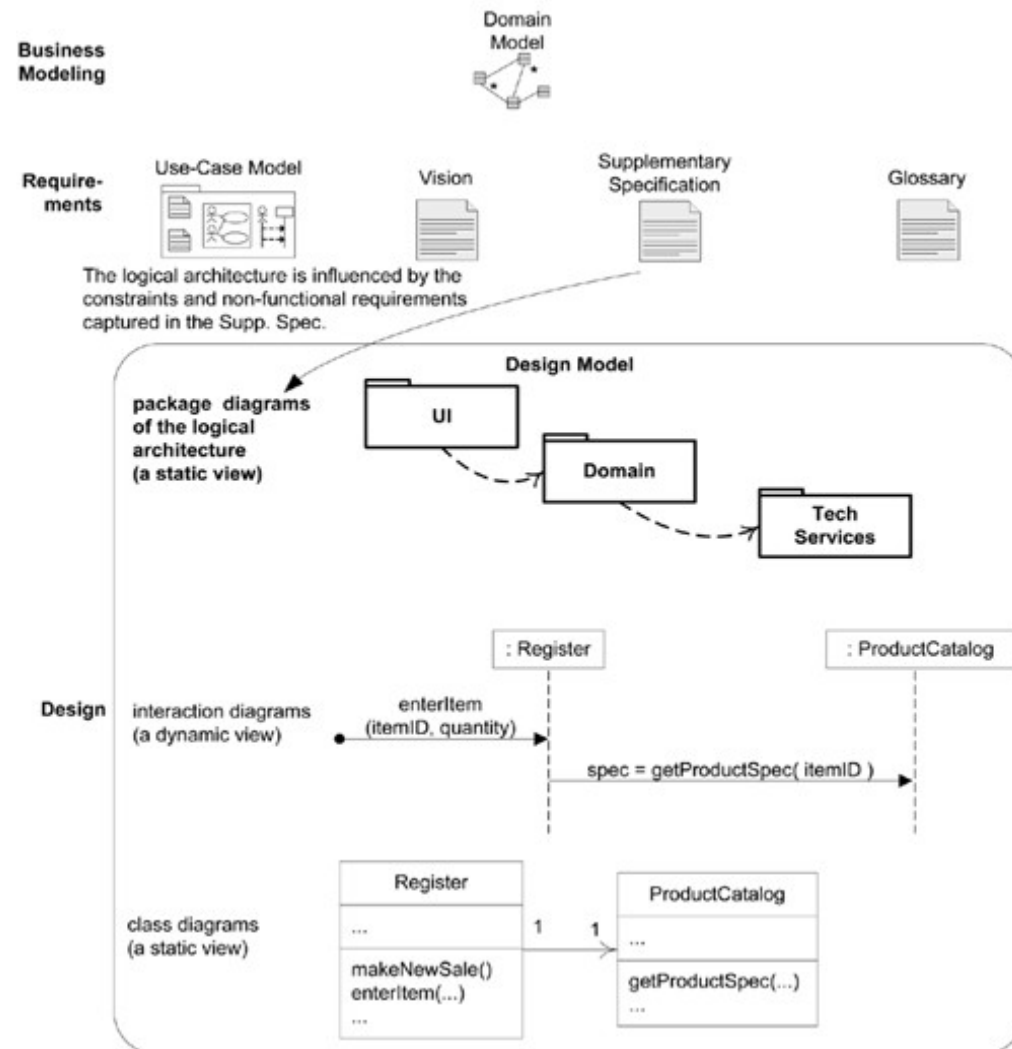 Business
Modeling
Domain
Model
*
*
Require-
ments
Use-Case Model
Vision
Supplementary
Specification
Glossary
The logical architecture is influenced by the
constraints and non-functional requirements
captured in the Supp. Spec.
Design Model
package diagrams
of the logical
architecture
(a static view)
UI
Domain
Tech
Services
Design
interaction diagrams
(a dynamic view)
: Register
: ProductCatalog
enterItem
(itemID, quantity)
spec = getProductSpec( itemID )
class diagrams
(a static view)
Register
...
makeNewSale()
enterItem(...)
...
1
1
ProductCatalog
...
getProductSpec(...)
...